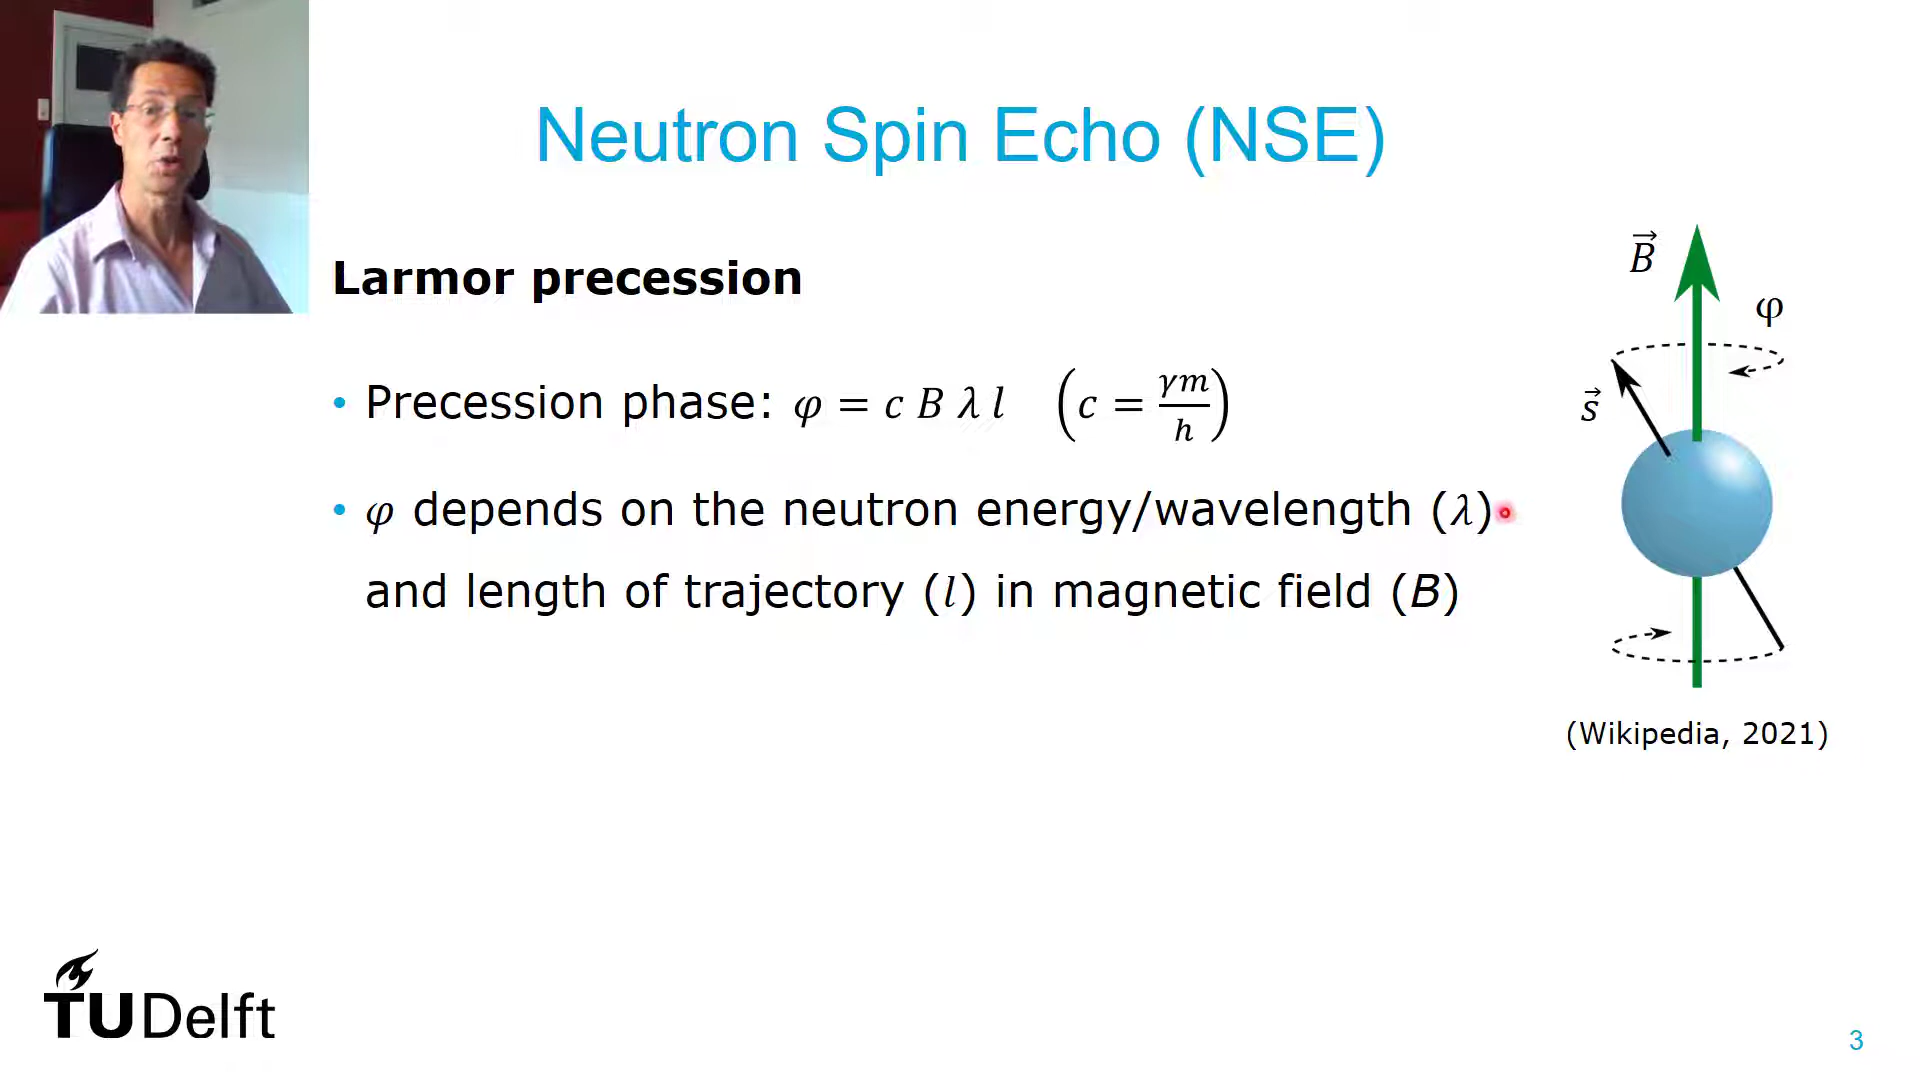 Neutron Spin Echo (NSE)
Larmor precession
• Precession phase: φ = c B λ l (c = γm/h)
• φ depends on the neutron energy/wavelength (λ)
and length of trajectory (l) in magnetic field (B)
B⃗
φ
s⃗
(Wikipedia, 2021)
TUDelft
3